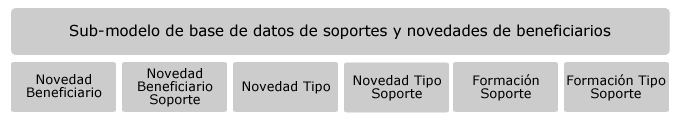 Sub-modelo de base de datos de soportes y novedades de beneficiarios
Novedad
Beneficiario
Novedad
Beneficiario
Soporte
Novedad Tipo
Novedad Tipo
Soporte
Formación
Soporte
Formación Tipo
Soporte